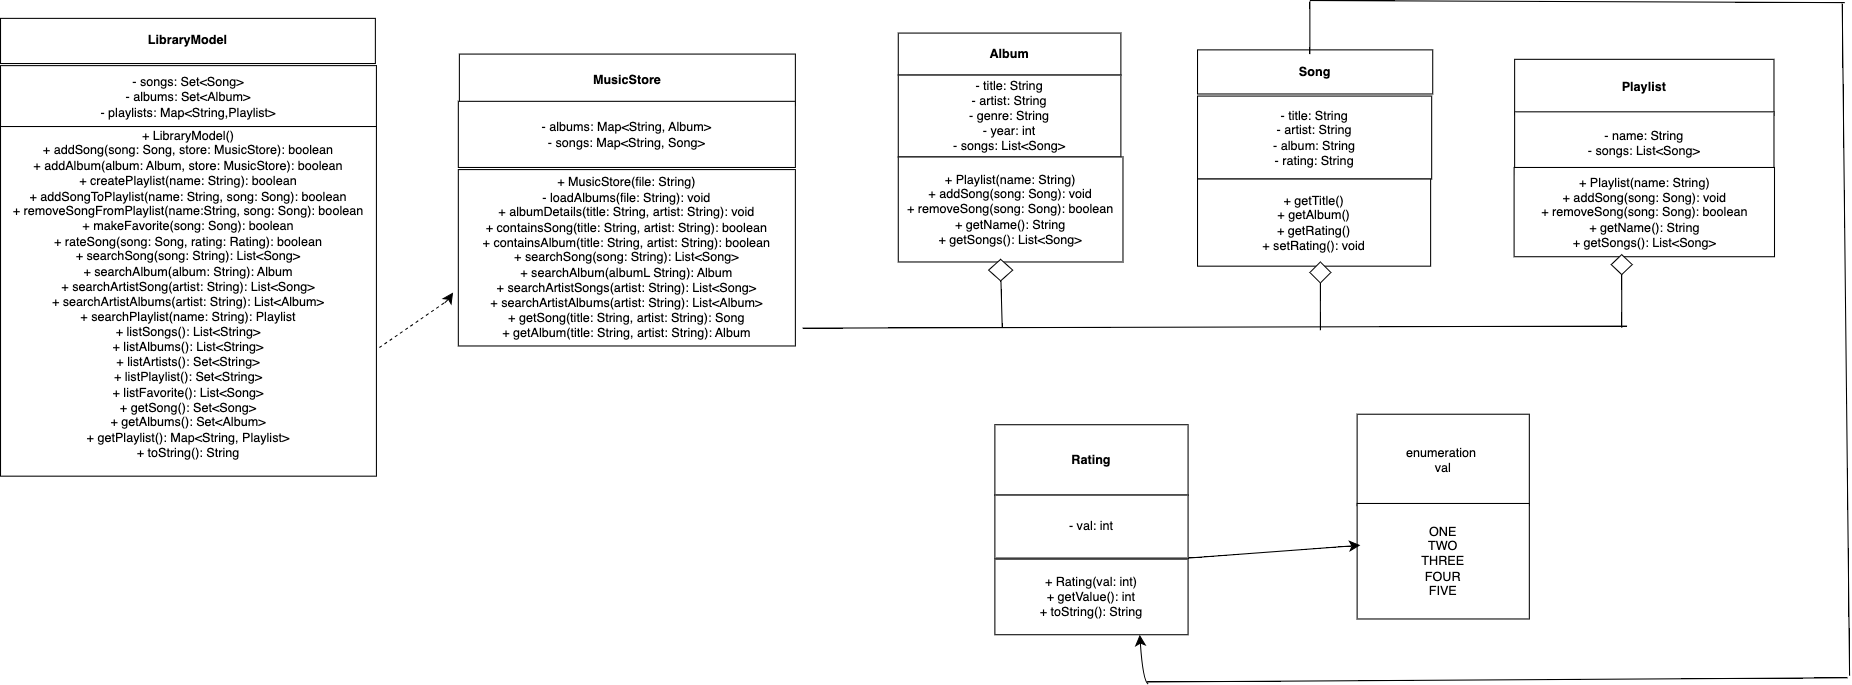 LibraryModel
- songs: Set<Song>
- albums: Set<Album>
- playlists: Map<String,Playlist>
+ LibraryModel()
+ addSong(song: Song, store: MusicStore): boolean
+ addAlbum(album: Album, store: MusicStore): boolean
+ createPlaylist(name: String): boolean
+ addSongToPlaylist(name: String, song: Song): boolean
+ removeSongFromPlaylist(name:String, song: Song): boolean
+ makeFavorite(song: Song): boolean
+ rateSong(song: Song, rating: Rating): boolean
+ searchSong(song: String): List<Song>
+ searchAlbum(album: String): Album
+ searchArtistSong(artist: String): List<Song>
+ searchArtistAlbums(artist: String): List<Album>
+ searchPlaylist(name: String): Playlist
+ listSongs(): List<String>
+ listAlbums(): List<String>
+ listArtists(): Set<String>
+ listPlaylist(): Set<String>
+ listFavorite(): List<Song>
+ getSong(): Set<Song>
+ getAlbums(): Set<Album>
+ getPlaylist(): Map<String, Playlist>
+ toString(): String
MusicStore
- albums: Map<String, Album>
- songs: Map<String, Song>
+ MusicStore(file: String)
- loadAlbums(file: String): void
+ albumDetails(title: String, artist: String): void
+ containsSong(title: String, artist: String): boolean
+ containsAlbum(title: String, artist: String): boolean
+ searchSong(song: String): List<Song>
+ searchAlbum(albumL String): Album
+ searchArtistSongs(artist: String): List<Song>
+ searchArtistAlbums(artist: String): List<Album>
+ getSong(title: String, artist: String): Song
+ getAlbum(title: String, artist: String): Album
Album
- title: String
- artist: String
- genre: String
- year: int
- songs: List<Song>
+ Playlist(name: String)
+ addSong(song: Song): void
+ removeSong(song: Song): boolean
+ getName(): String
+ getSongs(): List<Song>
Song
- title: String
- artist: String
- album: String
- rating: String
+ getTitle()
+ getAlbum()
+ getRating()
+ setRating(): void
Playlist
- name: String
- songs: List<Song>
+ Playlist(name: String)
+ addSong(song: Song): void
+ removeSong(song: Song): boolean
+ getName(): String
+ getSongs(): List<Song>
Rating
- val: int
+ Rating(val: int)
+ getValue(): int
+ toString(): String
enumeration
val
ONE
TWO
THREE
FOUR
FIVE